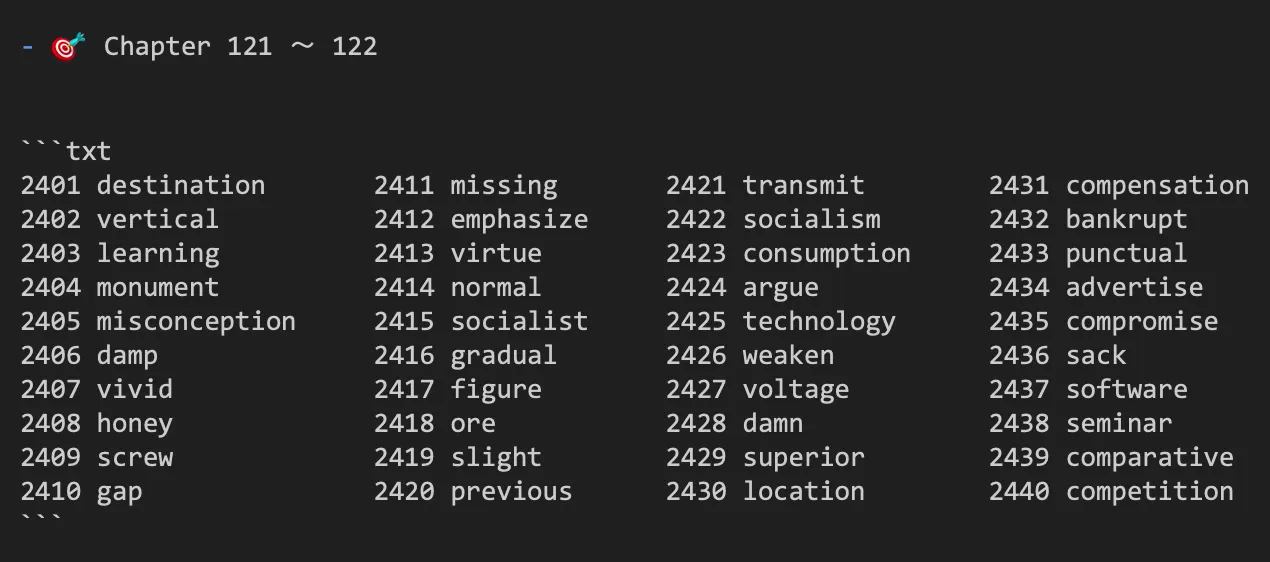 - 🎯 Chapter 121 ～ 122
```txt
2401 destination 2411 missing 2421 transmit 2431 compensation
2402 vertical 2412 emphasize 2422 socialism 2432 bankrupt
2403 learning 2413 virtue 2423 consumption 2433 punctual
2404 monument 2414 normal 2424 argue 2434 advertise
2405 misconception 2415 socialist 2425 technology 2435 compromise
2406 damp 2416 gradual 2426 weaken 2436 sack
2407 vivid 2417 figure 2427 voltage 2437 software
2408 honey 2418 ore 2428 damn 2438 seminar
2409 screw 2419 slight 2429 superior 2439 comparative
2410 gap 2420 previous 2430 location 2440 competition
```